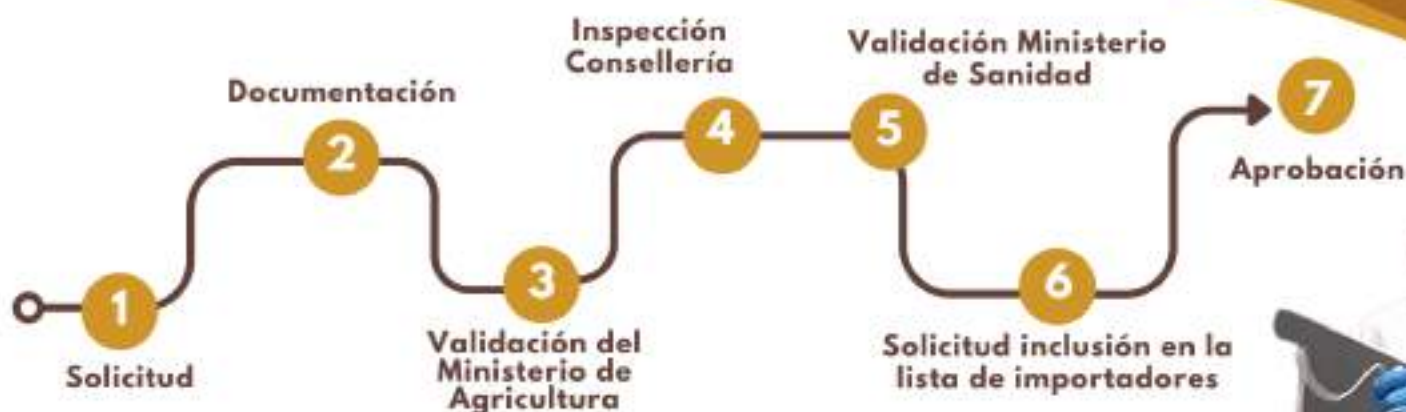 1
Solicitud
2
Documentación
3
Validación del
Ministerio de
Agricultura
4
Inspección
Consellería
5
Validación Ministerio
de Sanidad
6
Solicitud inclusión en la
lista de importadores
7
Aprobación